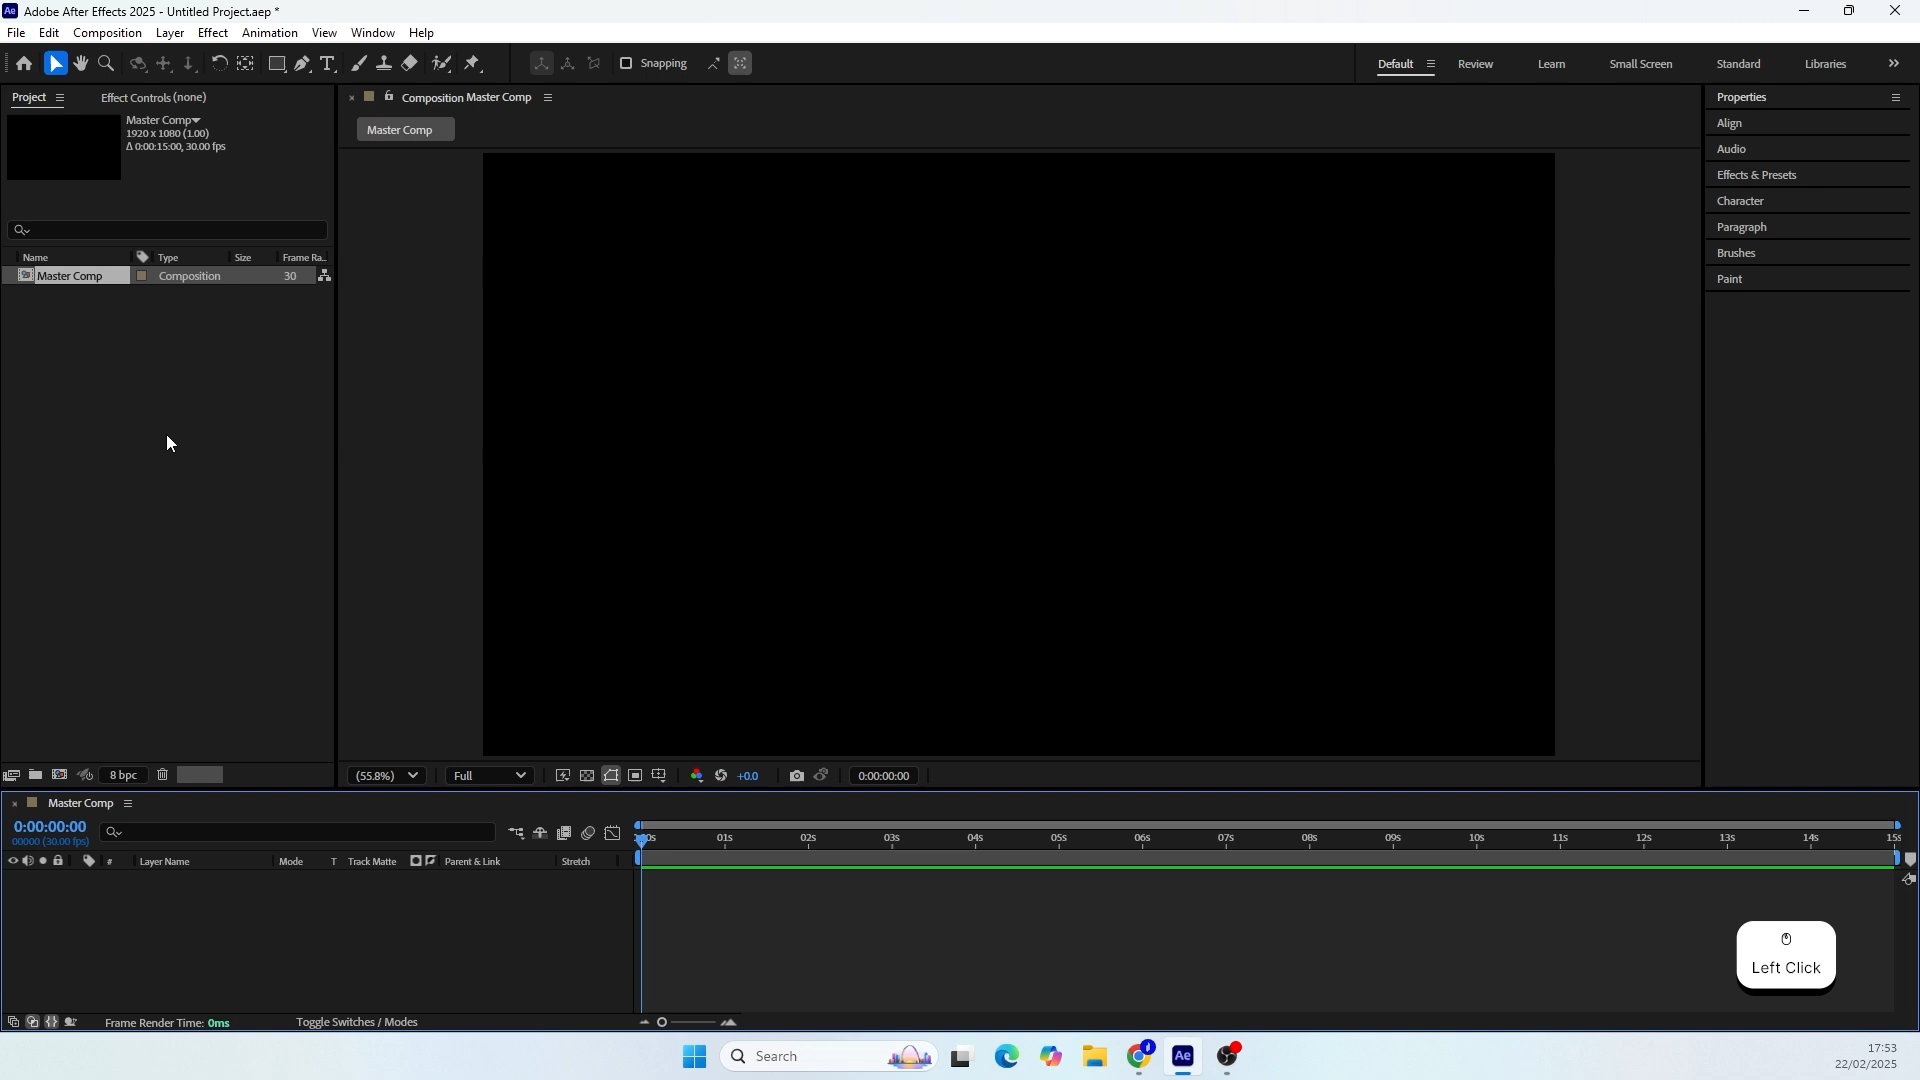 Ae Adobe After Effects 2025 - Untitled Project.aep *
File Edit Composition Layer Effect Animation View Window Help
Snapping
Default Review Learn Small Screen Standard Libraries
Project Effect Controls (none)
Master Comp
1920 x 1080 (1.00)
Δ 0:00:15:00, 30.00 fps
Name Type Size Frame Ra..
Master Comp Composition 30
8 bpc
Composition Master Comp
Master Comp
(55.8%) Full +0.0 0:00:00:00
Properties
Align
Audio
Effects & Presets
Character
Paragraph
Brushes
Paint
Master Comp
0:00:00:00
00000 (30.00 fps)
# Layer Name Mode T Track Matte Parent & Link Stretch
01s 02s 03s 04s 05s 06s 07s 08s 09s 10s 11s 12s 13s 14s 15s
Left Click
Frame Render Time: 0ms Toggle Switches / Modes
Search
Ae
17:53
22/02/2025